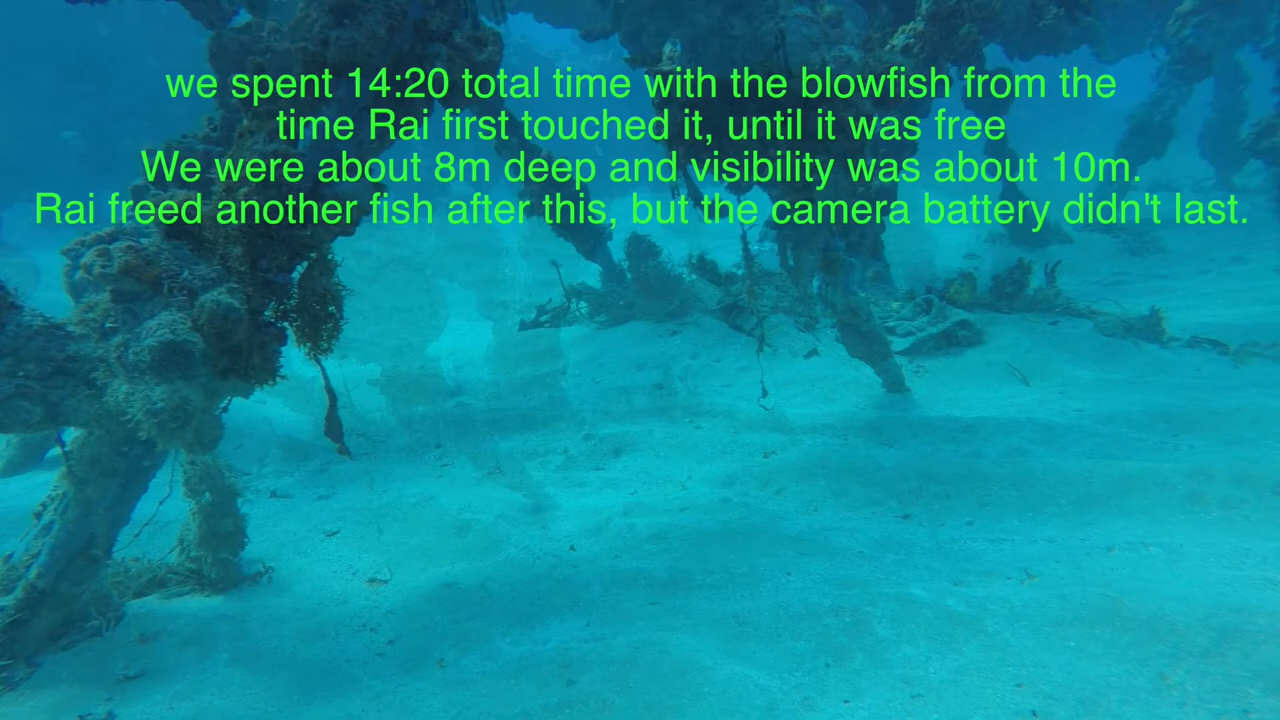 we spent 14:20 total time with the blowfish from the
time Rai first touched it, until it was free
We were about 8m deep and visibility was about 10m.
Rai freed another fish after this, but the camera battery didn't last.